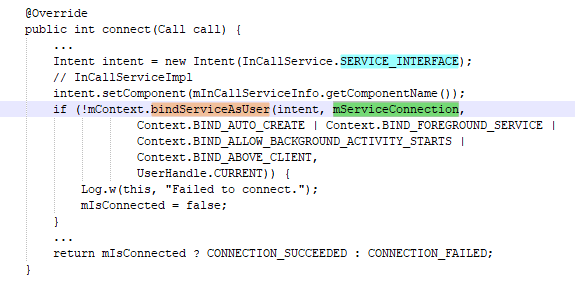 @Override
public int connect(Call call) {
...
Intent intent = new Intent(InCallService.SERVICE_INTERFACE);
// InCallServiceImpl
intent.setComponent(mInCallServiceInfo.getComponentName());
if (!mContext.bindServiceAsUser(intent, mServiceConnection,
Context.BIND_AUTO_CREATE | Context.BIND_FOREGROUND_SERVICE |
Context.BIND_ALLOW_BACKGROUND_ACTIVITY_STARTS |
Context.BIND_ABOVE_CLIENT,
UserHandle.CURRENT)) {
Log.w(this, "Failed to connect.");
mIsConnected = false;
}
...
return mIsConnected ? CONNECTION_SUCCEEDED : CONNECTION_FAILED;
}